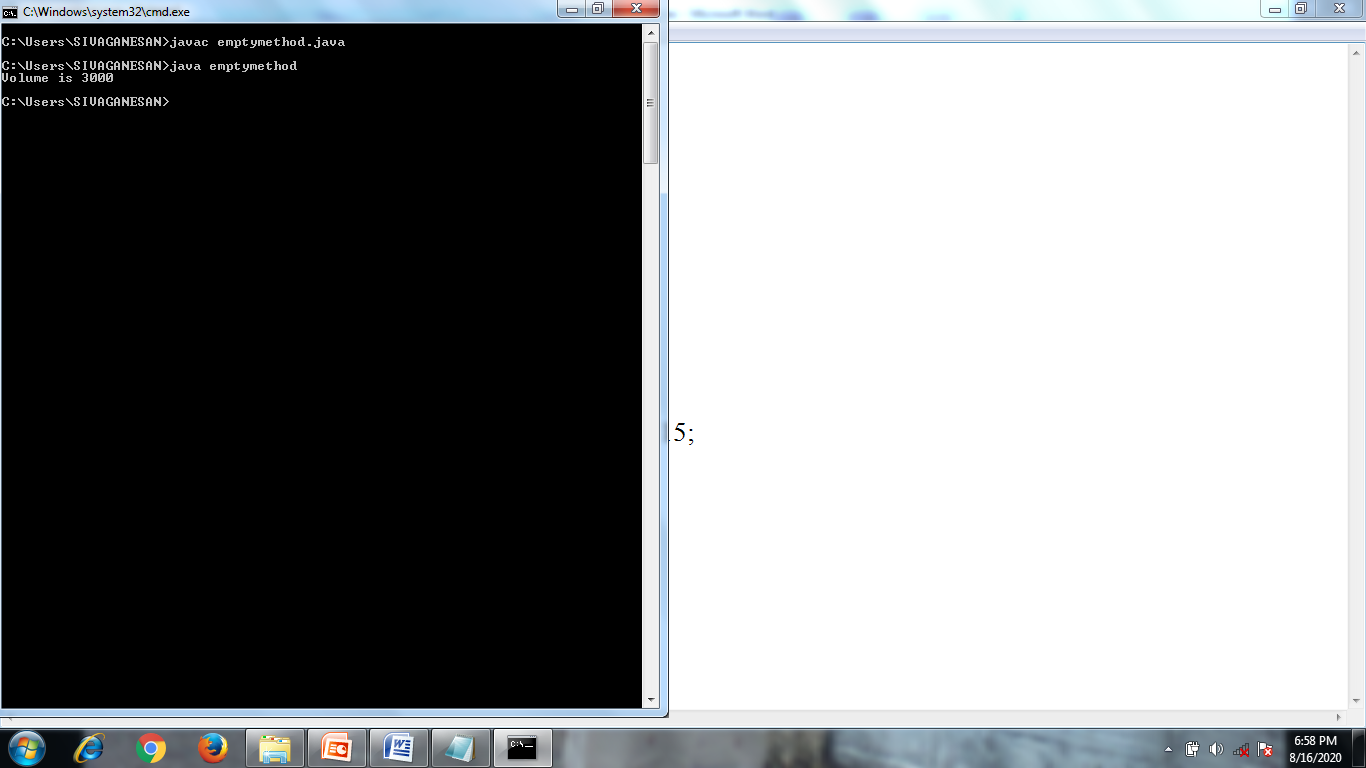 C:\Windows\system32\cmd.exe
C:\Users\SIVAGANESAN>javac emptymethod.java
C:\Users\SIVAGANESAN>java emptymethod
Volume is 3000
C:\Users\SIVAGANESAN>
5;
6:58 PM
8/16/2020